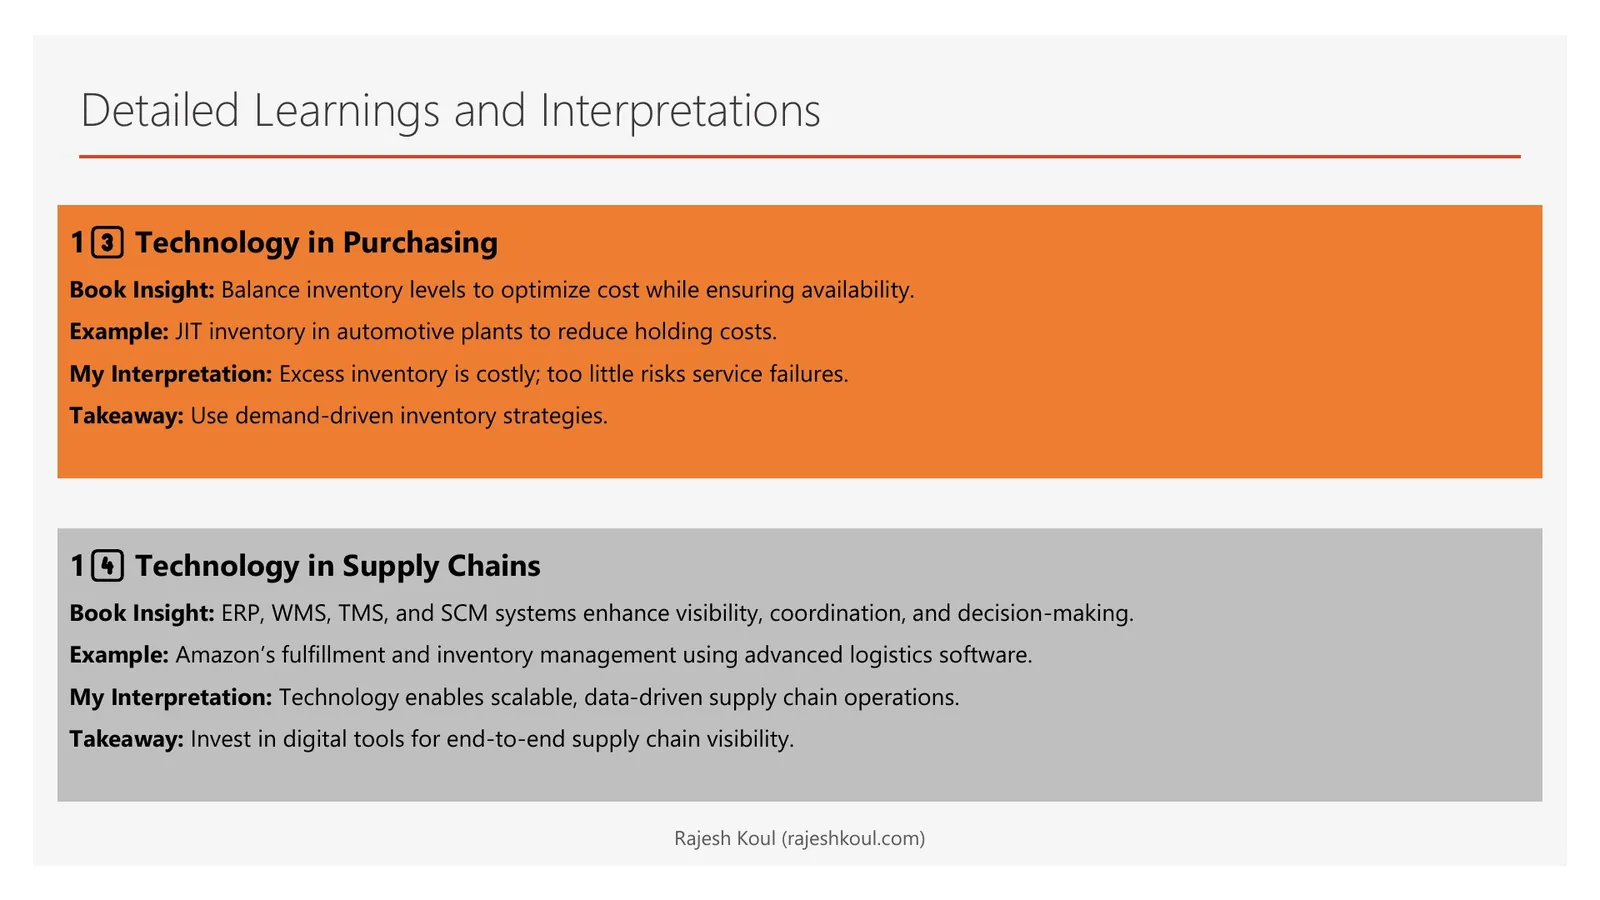 Detailed Learnings and Interpretations
13️⃣ Technology in Purchasing
Book Insight: Balance inventory levels to optimize cost while ensuring availability.
Example: JIT inventory in automotive plants to reduce holding costs.
My Interpretation: Excess inventory is costly; too little risks service failures.
Takeaway: Use demand-driven inventory strategies.
14️⃣ Technology in Supply Chains
Book Insight: ERP, WMS, TMS, and SCM systems enhance visibility, coordination, and decision-making.
Example: Amazon’s fulfillment and inventory management using advanced logistics software.
My Interpretation: Technology enables scalable, data-driven supply chain operations.
Takeaway: Invest in digital tools for end-to-end supply chain visibility.
Rajesh Koul (rajeshkoul.com)